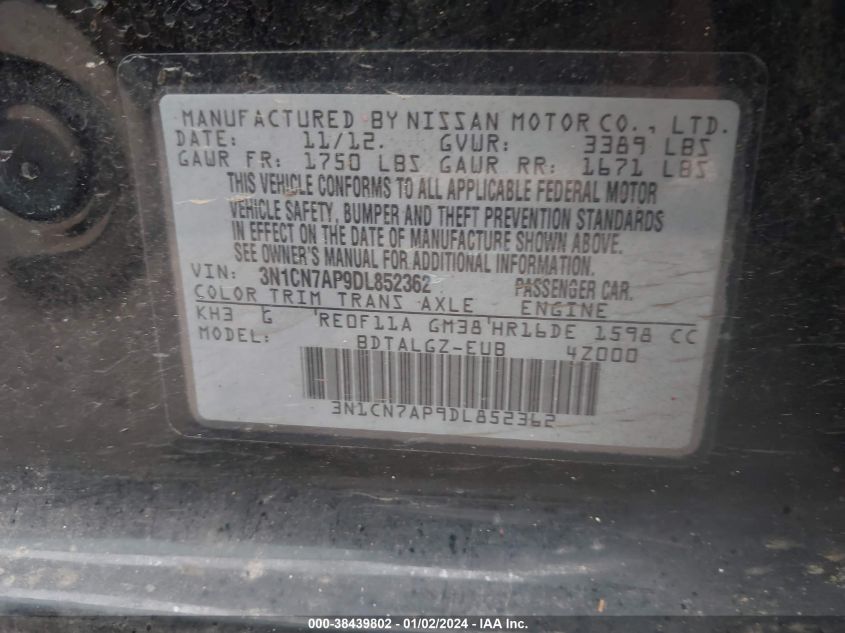 MANUFACTURED BY NISSAN MOTOR CO., LTD.
DATE: 11/12. GVWR: 3389 LBS
GAWR FR: 1750 LBS GAWR RR: 1671 LBS
THIS VEHICLE CONFORMS TO ALL APPLICABLE FEDERAL MOTOR
VEHICLE SAFETY, BUMPER AND THEFT PREVENTION STANDARDS
IN EFFECT ON THE DATE OF MANUFACTURE SHOWN ABOVE.
SEE OWNER'S MANUAL FOR ADDITIONAL INFORMATION.
VIN: 3N1CN7AP9DL852362 PASSENGER CAR.
COLOR TRIM TRANS AXLE ENGINE
KH3 G RE0F11A GM38 HR16DE 1598 CC
MODEL: BDTALGZ-EUB 4Z000
3N1CN7AP9DL852362
000-38439802 - 01/02/2024 - IAA, Inc.